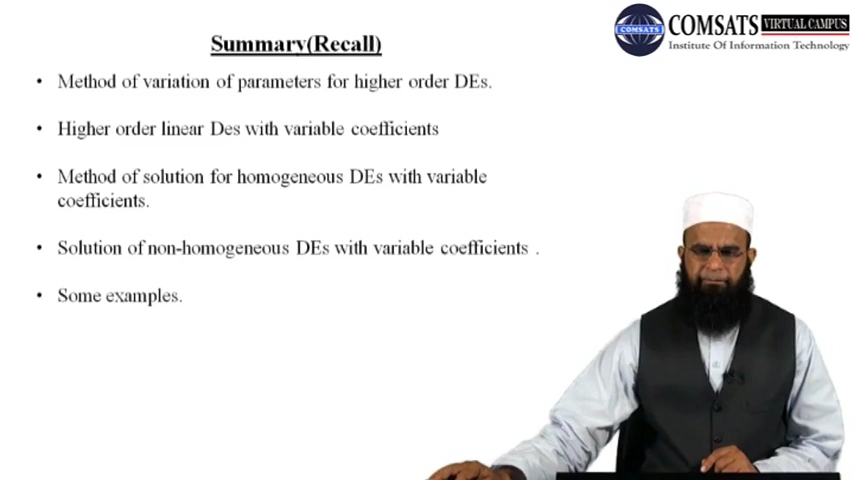 COMSATS VIRTUAL CAMPUS
COMSATS
Institute Of Information Technology
Summary(Recall)
• Method of variation of parameters for higher order DEs.
• Higher order linear Des with variable coefficients
• Method of solution for homogeneous DEs with variable
coefficients.
• Solution of non-homogeneous DEs with variable coefficients .
• Some examples.